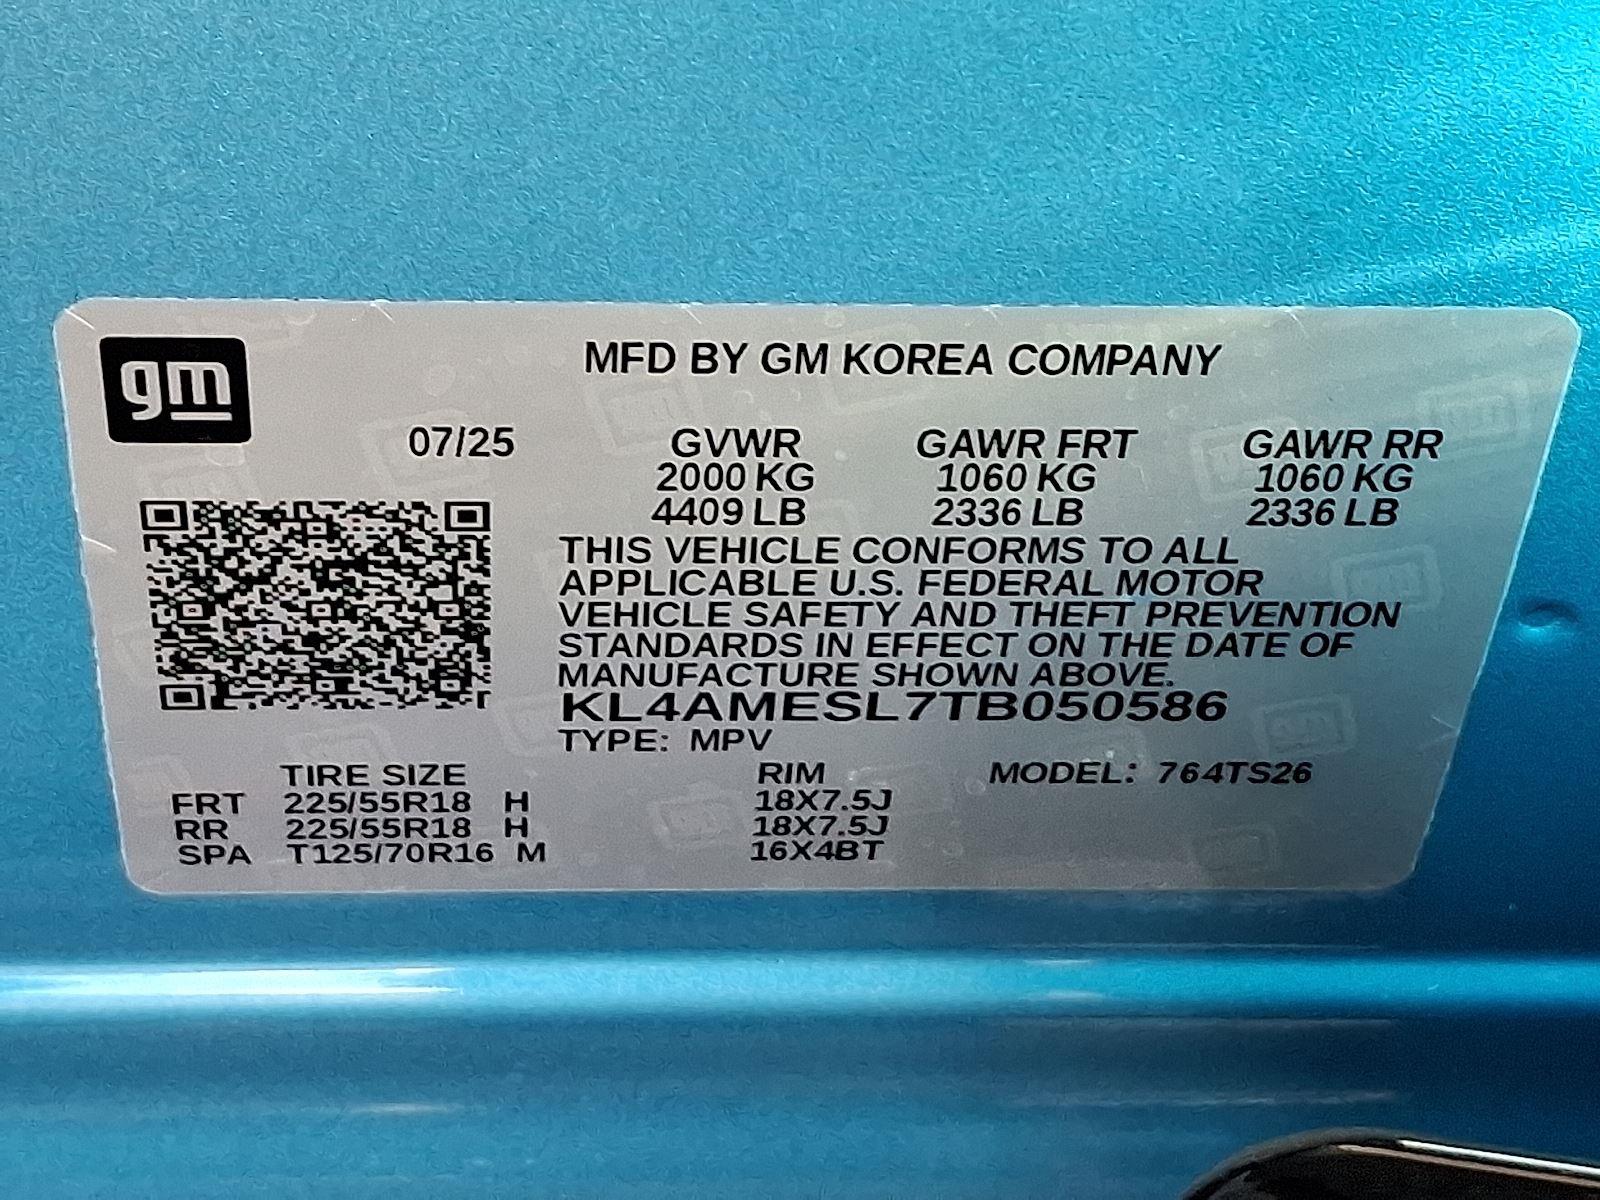 gm
MFD BY GM KOREA COMPANY
07/25 GVWR GAWR FRT GAWR RR
2000 KG 1060 KG 1060 KG
4409 LB 2336 LB 2336 LB
THIS VEHICLE CONFORMS TO ALL
APPLICABLE U.S. FEDERAL MOTOR
VEHICLE SAFETY AND THEFT PREVENTION
STANDARDS IN EFFECT ON THE DATE OF
MANUFACTURE SHOWN ABOVE.
KL4AMESL7TB050586
TYPE: MPV
TIRE SIZE RIM MODEL: 764TS26
FRT 225/55R18 H 18X7.5J
RR 225/55R18 H 18X7.5J
SPA T125/70R16 M 16X4BT